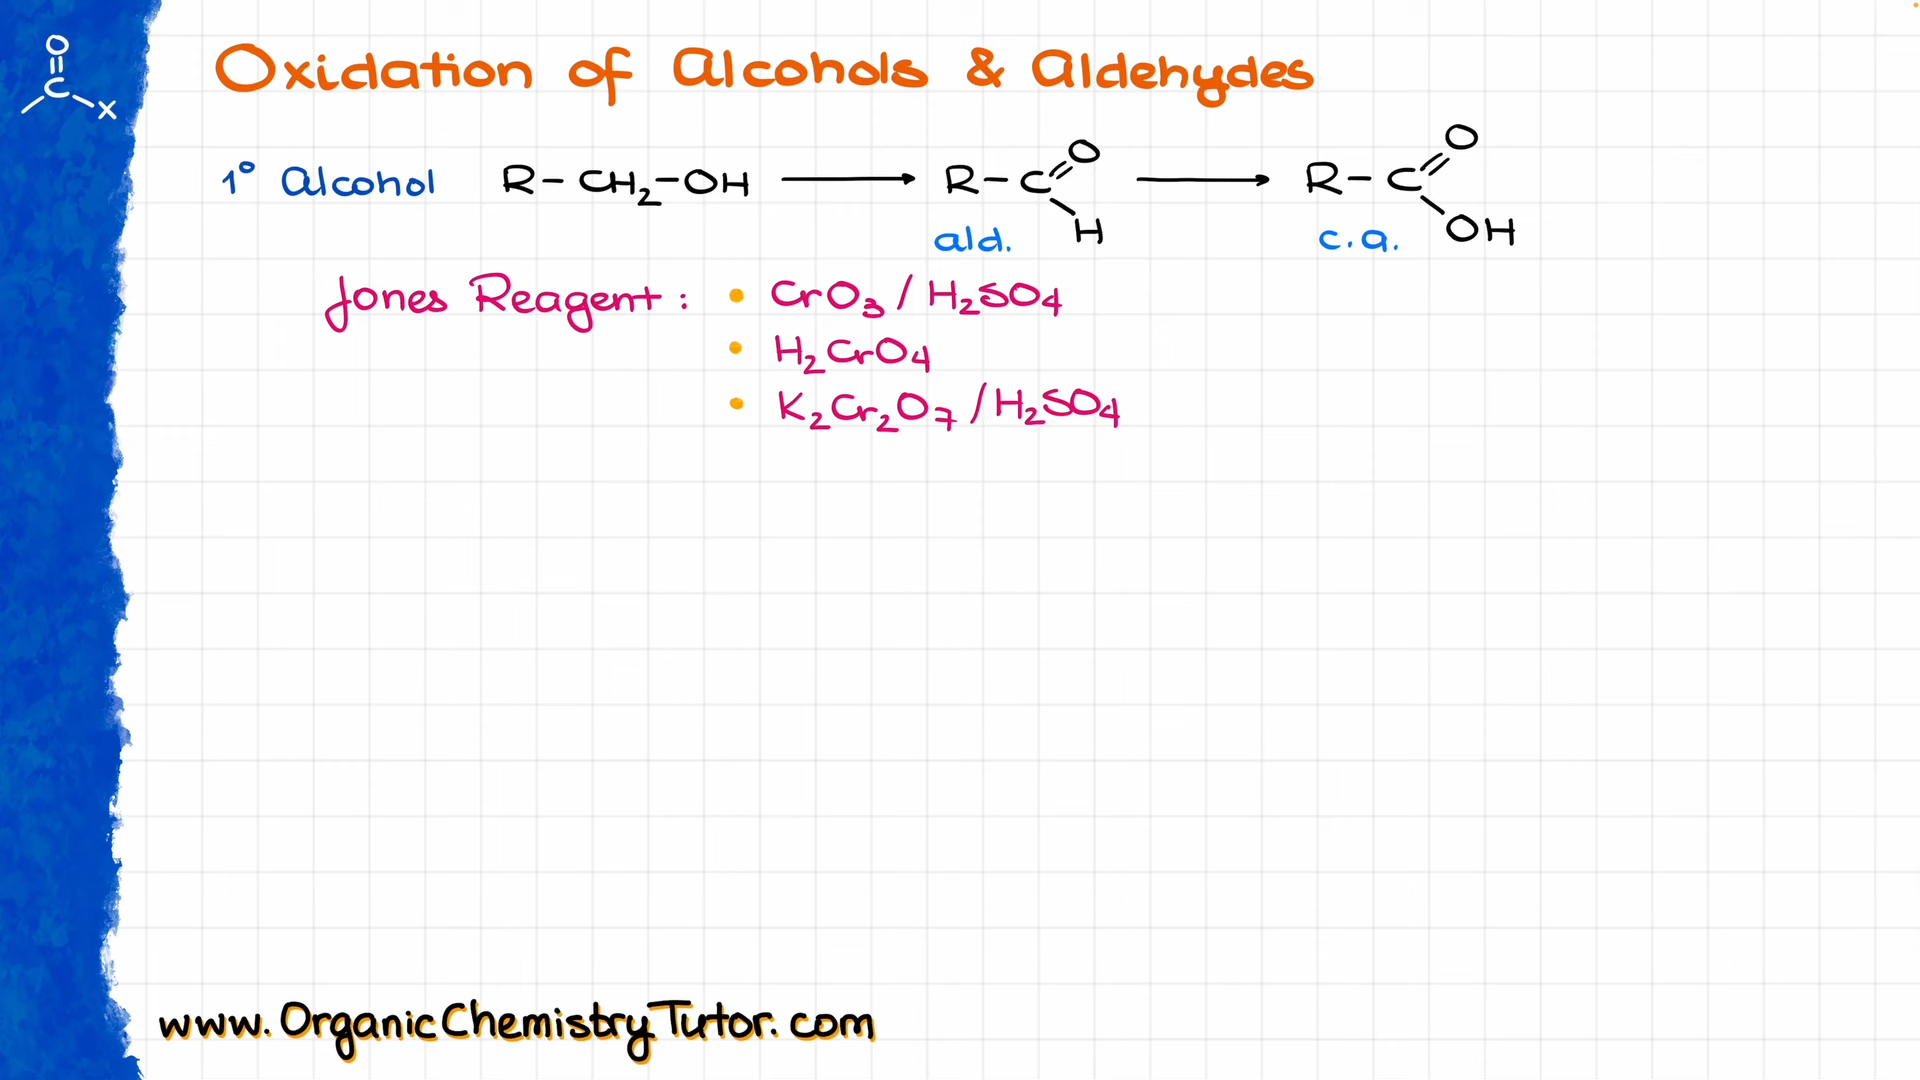 Oxidation of Alcohols & Aldehydes
1° Alcohol R-CH₂-OH ⟶ R-C=O H ald. ⟶ R-C=O OH c.a.
Jones Reagent: • CrO₃/H₂SO₄
• H₂CrO₄
• K₂Cr₂O₇/H₂SO₄
O=C-X
www.OrganicChemistryTutor.com